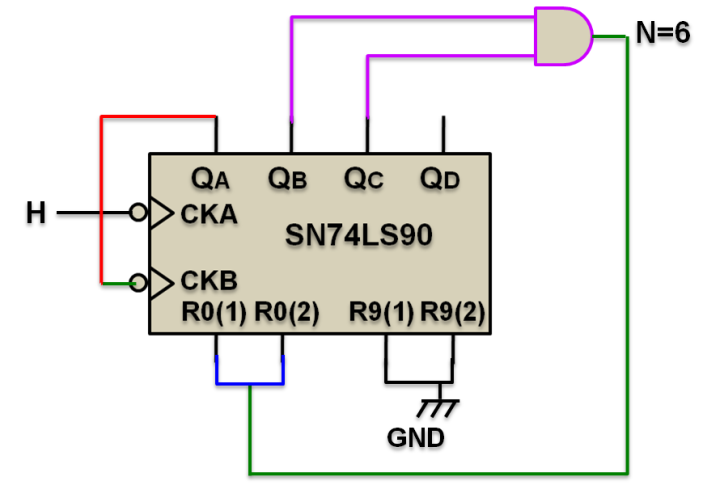 N=6
QA QB QC QD
H CKA
SN74LS90
CKB
R0(1) R0(2) R9(1) R9(2)
GND